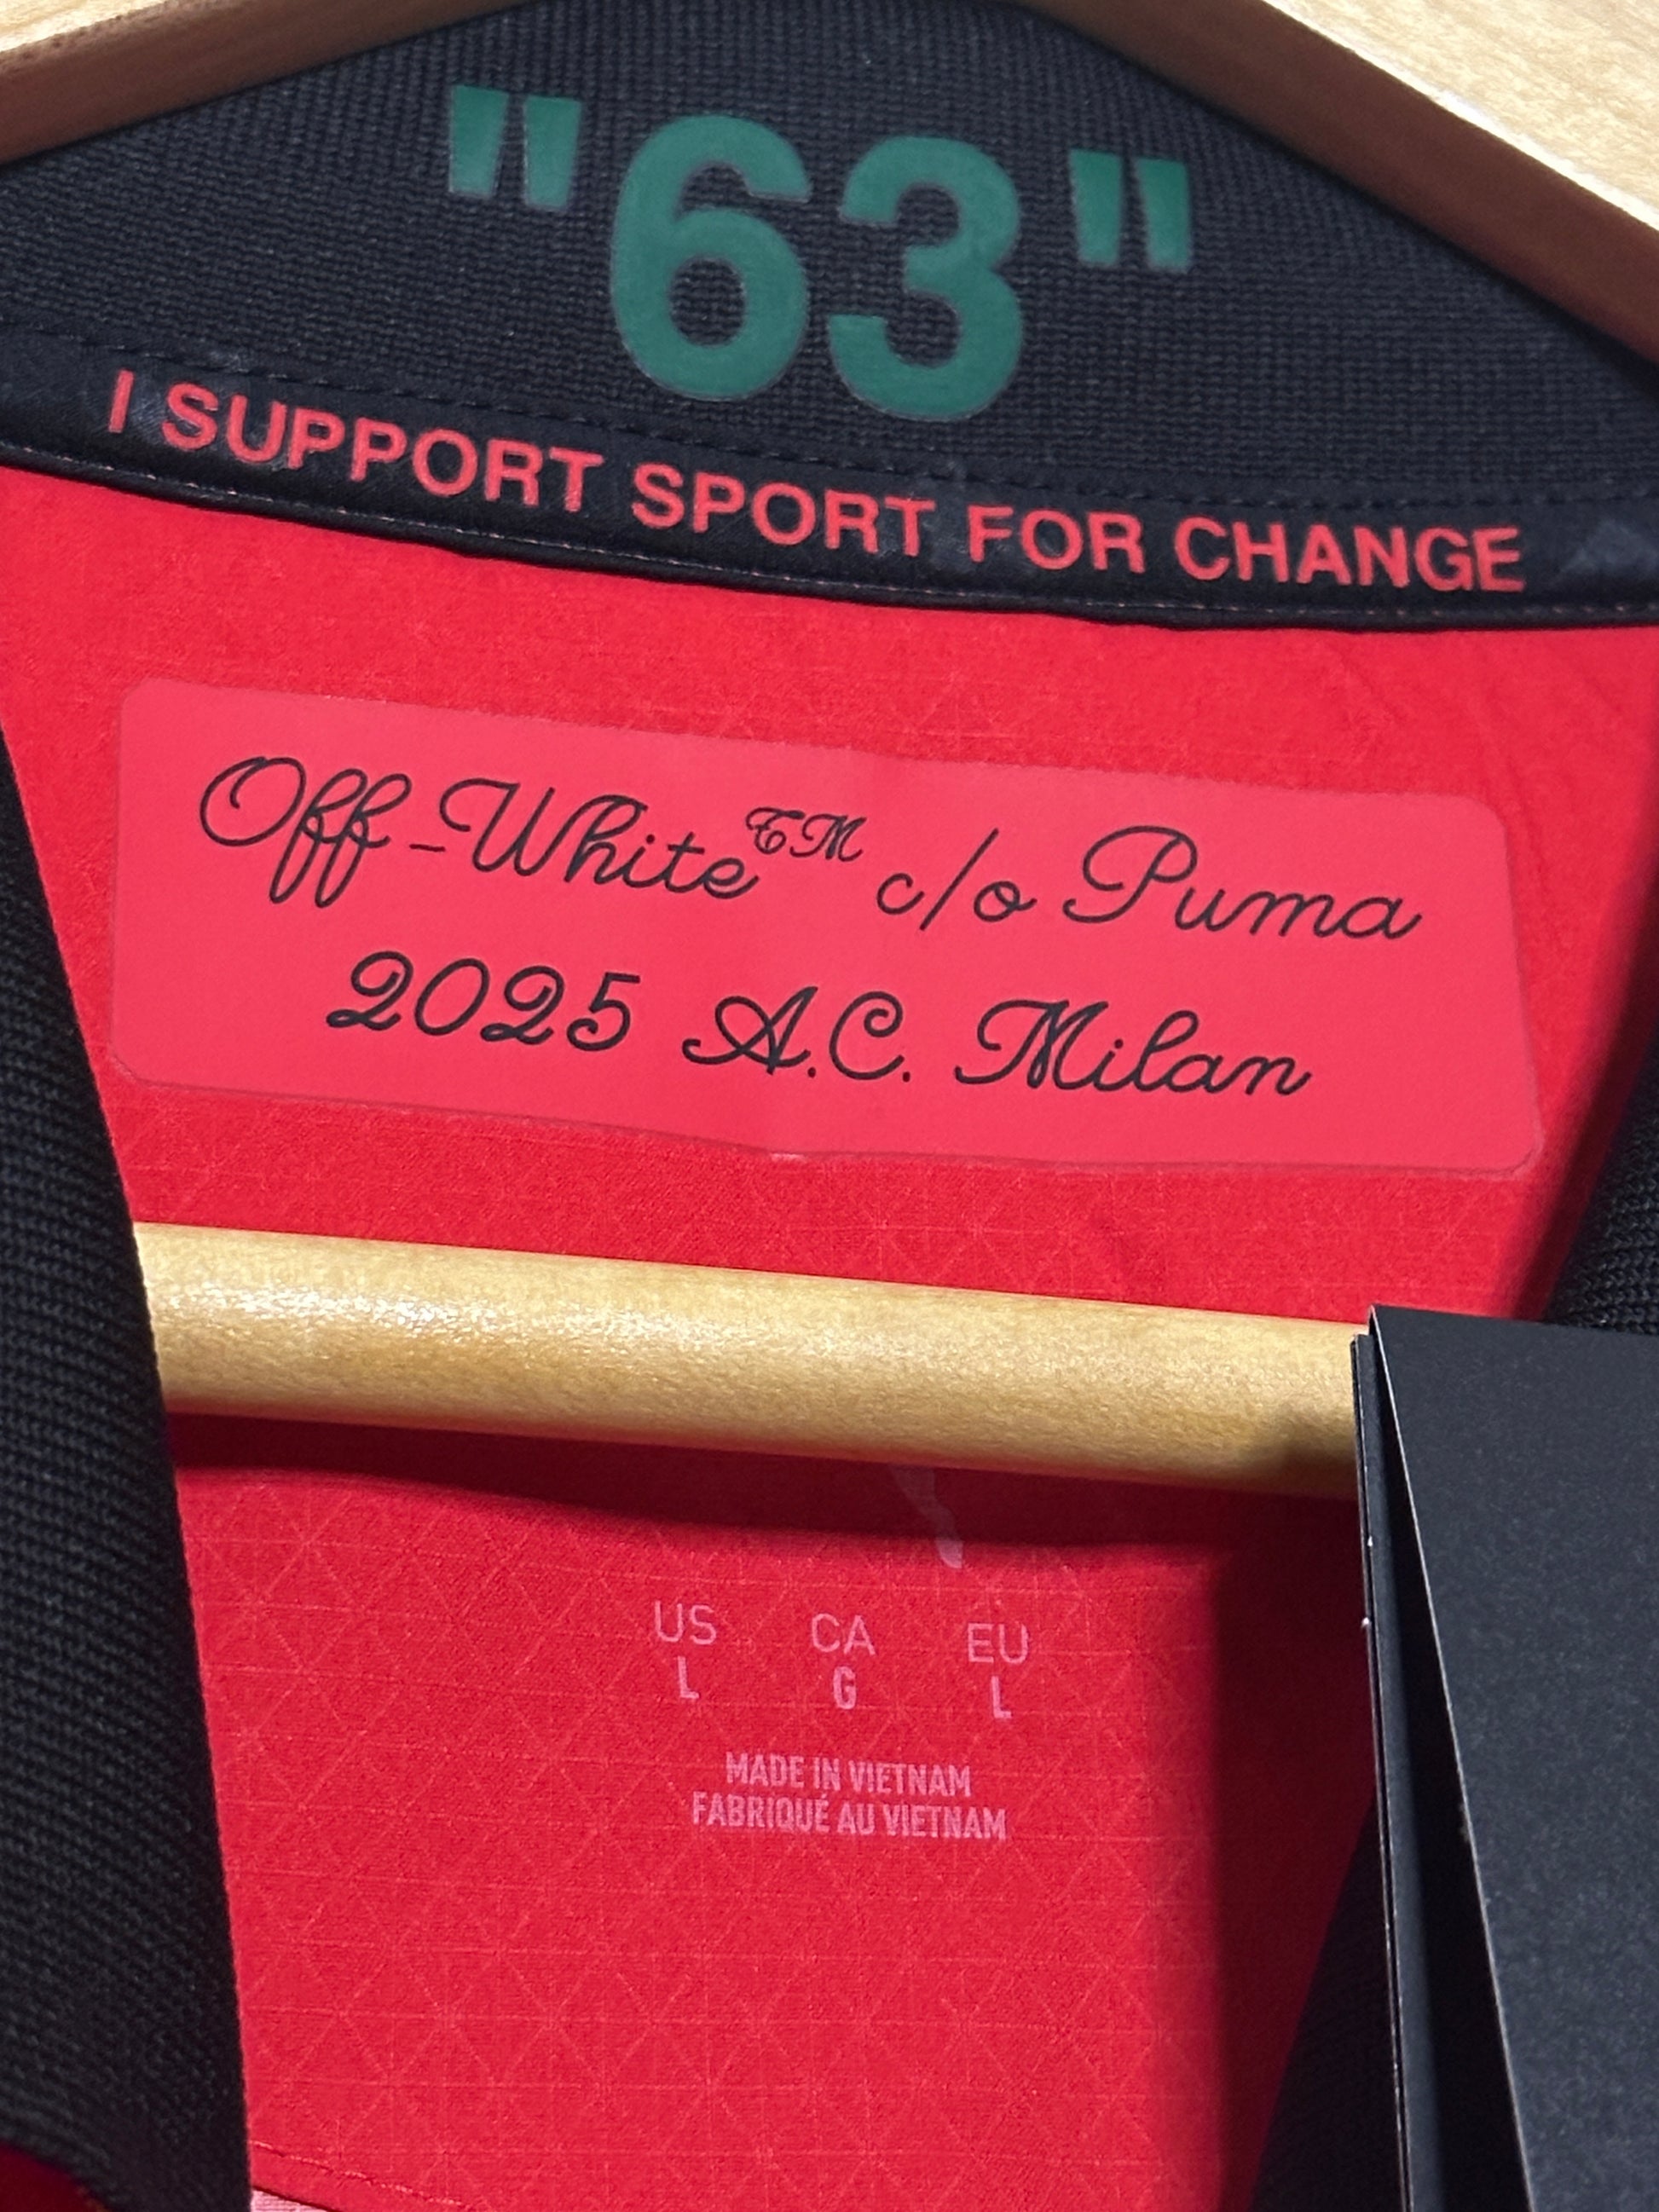 "63"
I SUPPORT SPORT FOR CHANGE
Off-White™ c/o Puma
2025 A.C. Milan
US CA EU
L G L
MADE IN VIETNAM
FABRIQUÉ AU VIETNAM